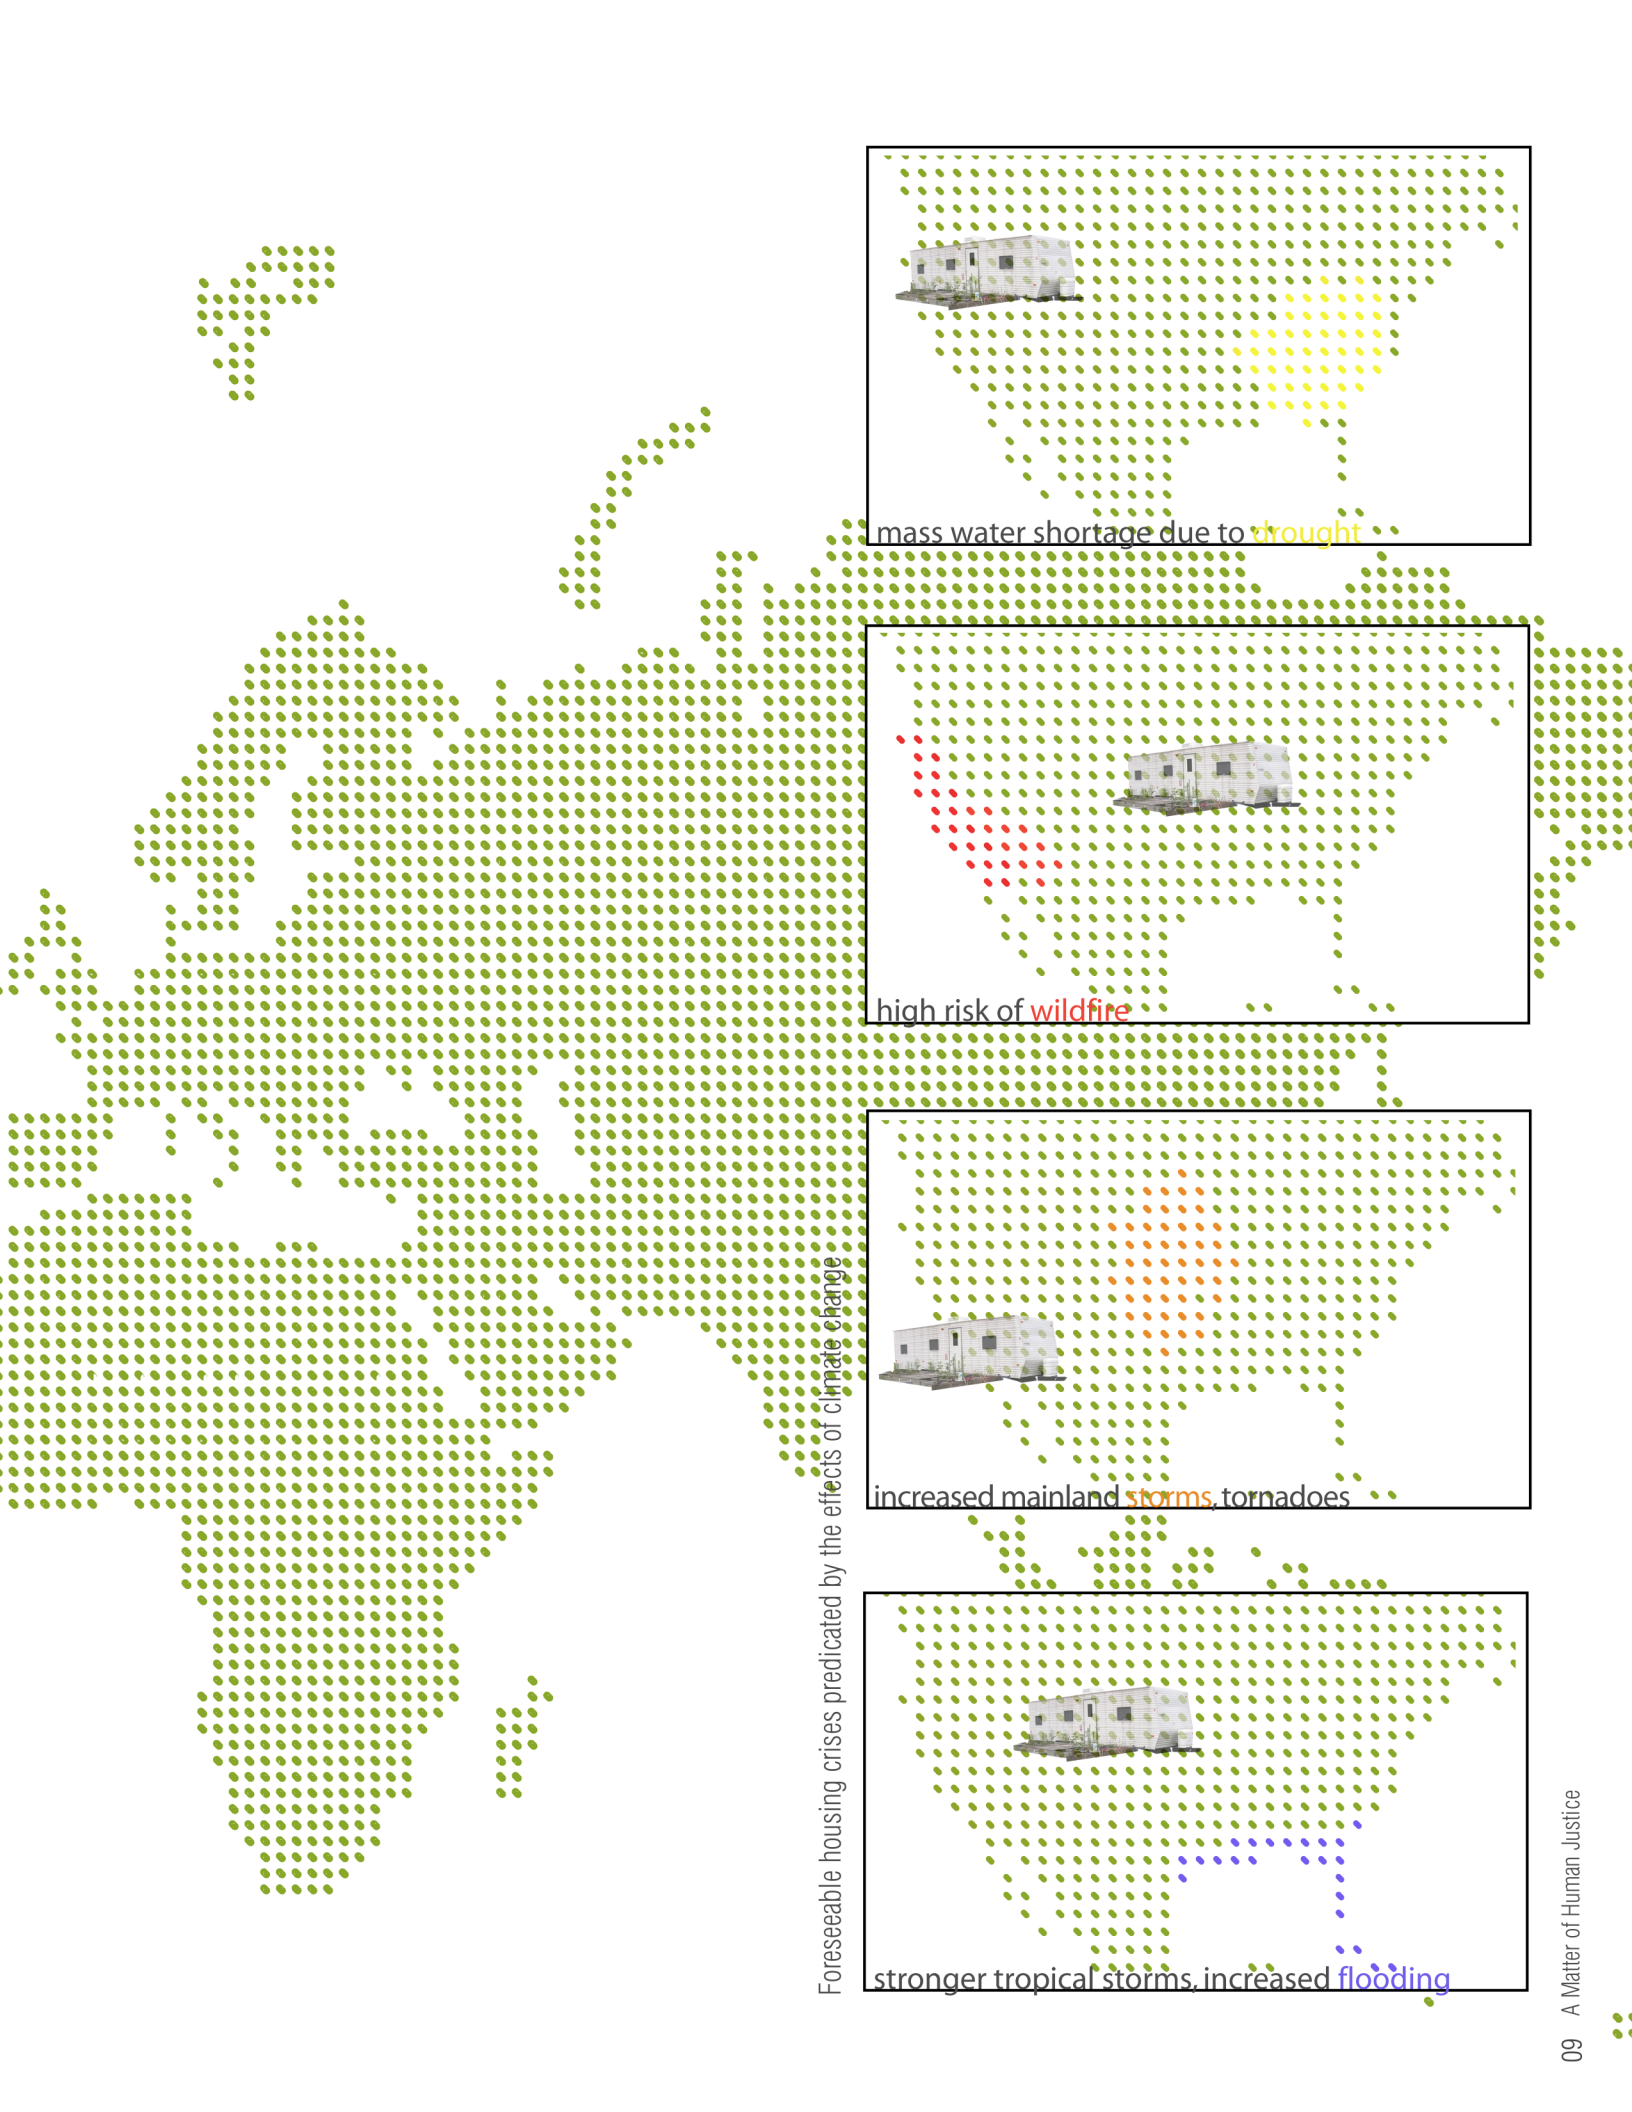 mass water shortage due to drought
high risk of wildfire
increased mainland storms, tornadoes
stronger tropical storms, increased flooding
Foreseeable housing crises predicated by the effects of climate change
09 A Matter of Human Justice